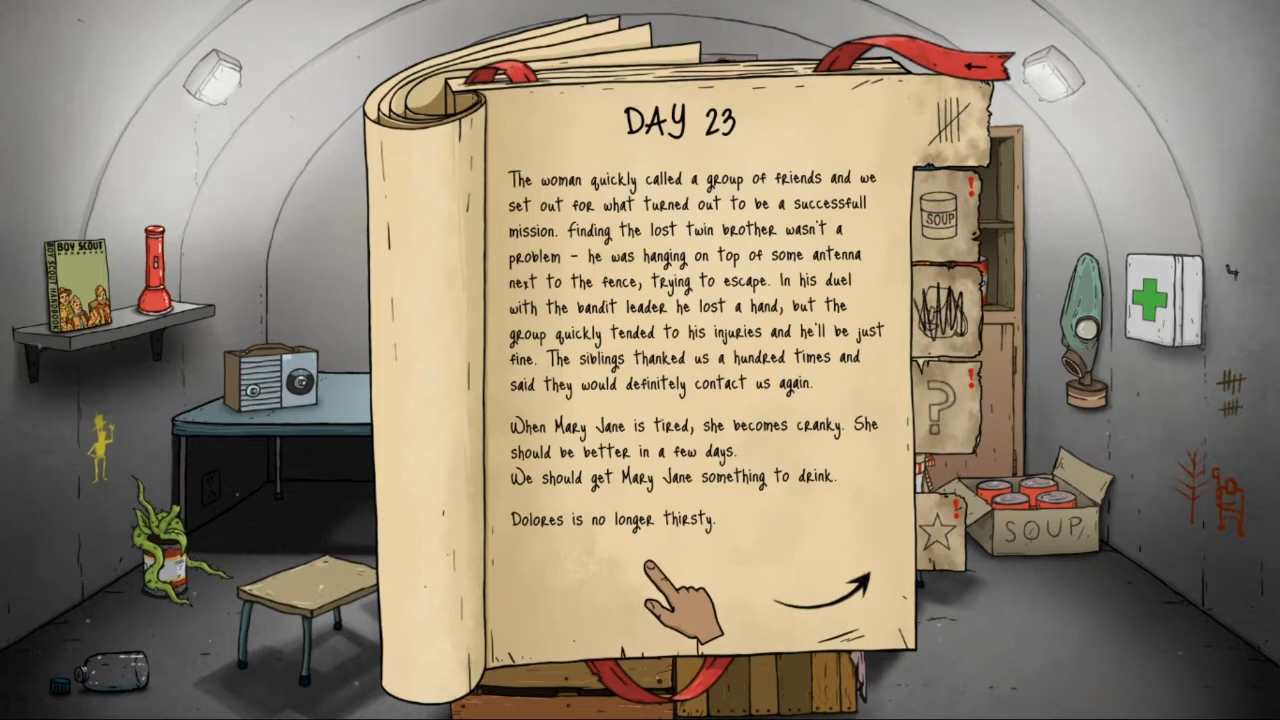 DAY 23
The woman quickly called a group of friends and we
set out for what turned out to be a successfull
mission. Finding the lost twin brother wasn't a
problem - he was hanging on top of some antenna
next to the fence, trying to escape. In his duel
with the bandit leader he lost a hand, but the
group quickly tended to his injuries and he'll be just
fine. The siblings thanked us a hundred times and
said they would definitely contact us again.
When Mary Jane is tired, she becomes cranky. She
should be better in a few days.
We should get Mary Jane something to drink.
Dolores is no longer thirsty.
BOY SCOUT
BOY SCOUT HANDBOOK
!
SOUP
!
?
!
SOUP